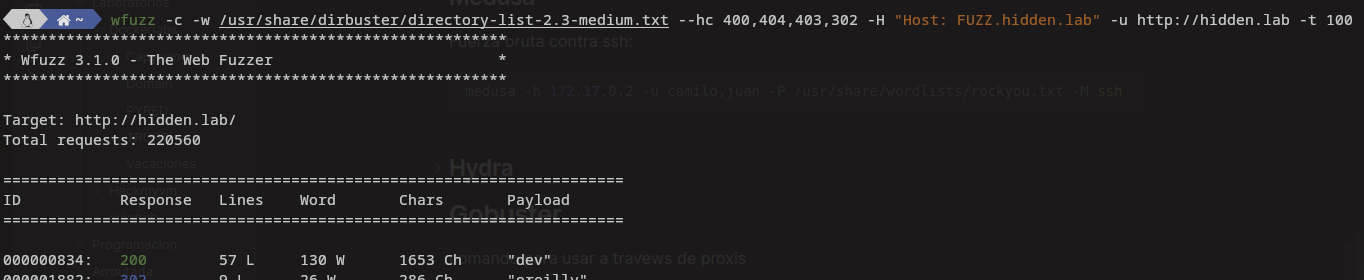 Laboratorios
Medusa
~ wfuzz -c -w /usr/share/dirbuster/directory-list-2.3-medium.txt --hc 400,404,403,302 -H "Host: FUZZ.hidden.lab" -u http://hidden.lab -t 100
********************************************************
Fuerza bruta contra ssh:
* Wfuzz 3.1.0 - The Web Fuzzer                         *
********************************************************
Domain
medusa -h 172.17.0.2 -u camilo,juan -P /usr/share/wordlists/rockyou.txt -M ssh
Target: http://hidden.lab/
Total requests: 220560
Vacaciones
Hydra
=====================================================================
Hackmyvm
ID           Response   Lines    Word       Chars       Payload
Gobuster
=====================================================================
Programacion
000000834:   200        57 L     130 W      1653 Ch     "dev"
usar a travews de proxis
000001882:   302        9 L      26 W       286 Ch      "oreilly"